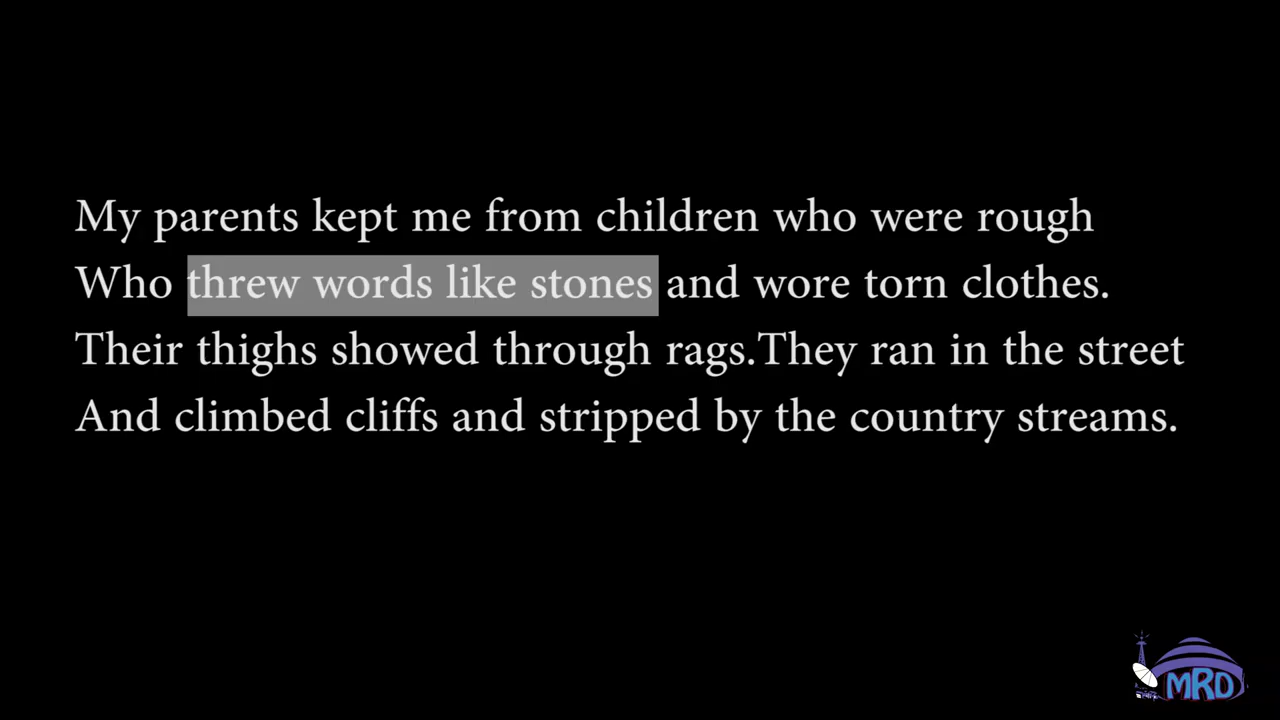 My parents kept me from children who were rough
Who threw words like stones and wore torn clothes.
Their thighs showed through rags.They ran in the street
And climbed cliffs and stripped by the country streams.
MRD